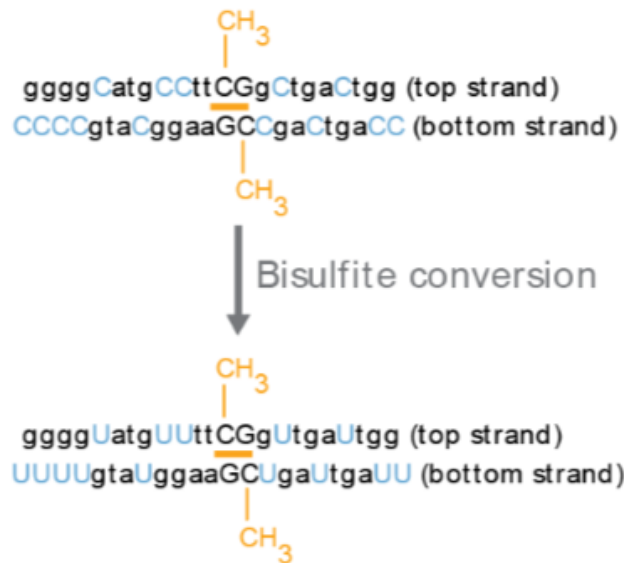 CH3
ggggCatgCCttCGgCtgaCtgg (top strand)
CCCCgtaCggaaGCCgaCtgaCC (bottom strand)
CH3
Bisulfite conversion
CH3
ggggUatgUUttCGgUtgaUtgg (top strand)
UUUUgtaUggaaGCUgaUtgaUU (bottom strand)
CH3